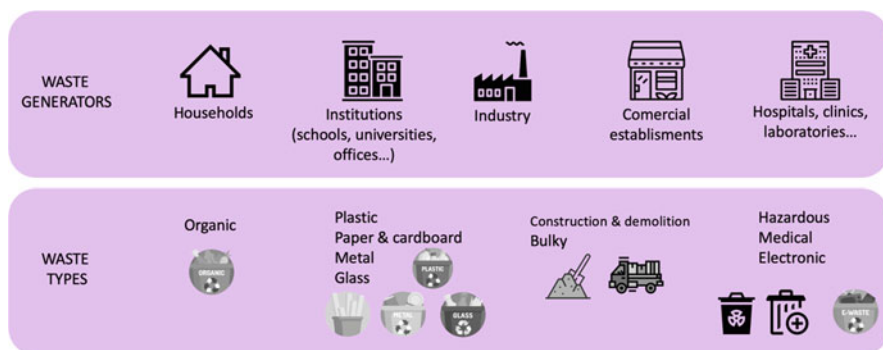 WASTE
GENERATORS
Households
Institutions
(schools, universities,
offices...)
Industry
Comercial
establisments
Hospitals, clinics,
laboratories...
WASTE
TYPES
Organic
ORGANIC
Plastic
Paper & cardboard
Metal
Glass
PLASTIC
METAL
GLASS
Construction & demolition
Bulky
Hazardous
Medical
Electronic
E-WASTE